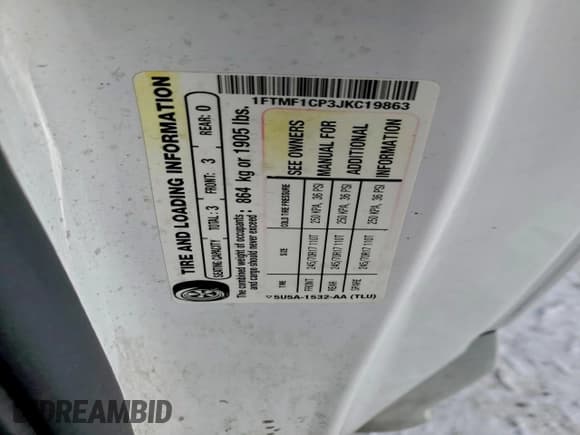 TIRE AND LOADING INFORMATION
SEATING CAPACITY TOTAL : 3 FRONT: 3 REAR: 0
The combined weight of occupants and cargo should never exceed : 864 kg or 1905 lbs.
TIRE SIZE COLD TIRE PRESSURE
FRONT 245/70R17 110T 250 KPA, 36 PSI
REAR 245/70R17 110T 250 KPA, 36 PSI
SPARE 245/70R17 110T 250 KPA, 36 PSI
SEE OWNERS
MANUAL FOR
ADDITIONAL
INFORMATION
5U5A-1532-AA (TLU)
1FTMF1CP3JKC19863
BIDREAMBID